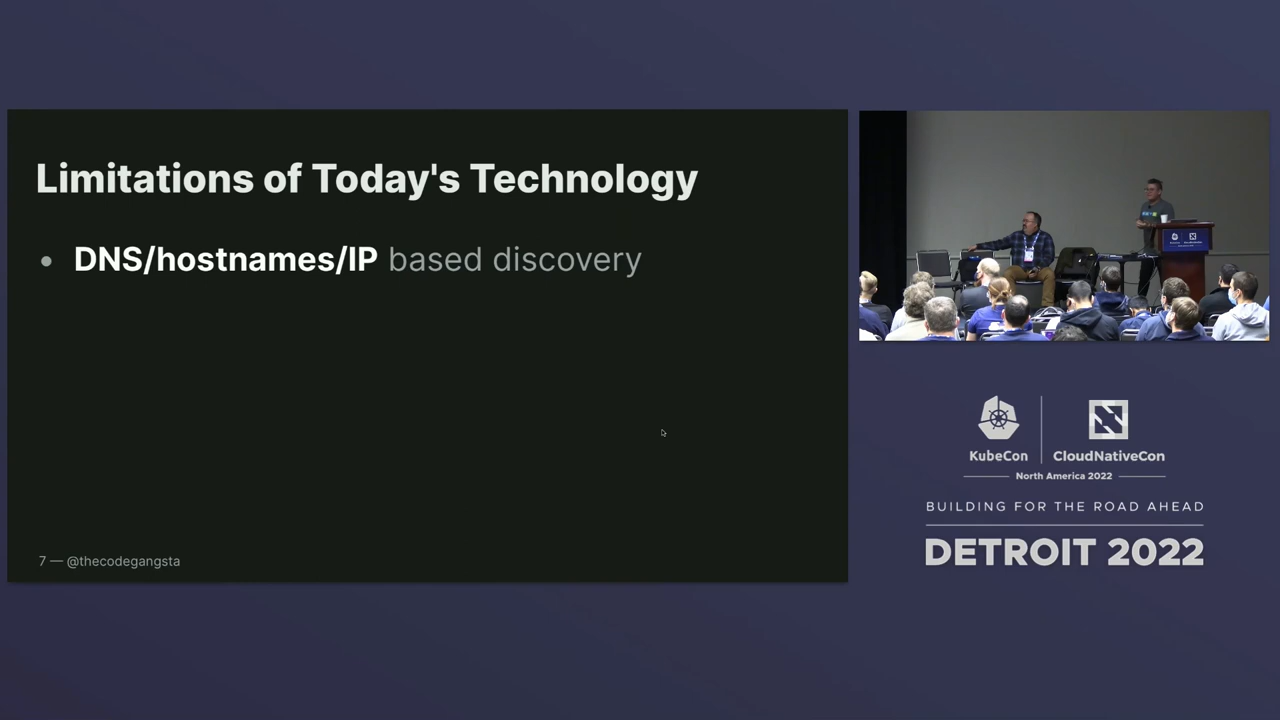 Limitations of Today's Technology
• DNS/hostnames/IP based discovery
7 — @thecodegangsta
KubeCon
CloudNativeCon
North America 2022
BUILDING FOR THE ROAD AHEAD
DETROIT 2022